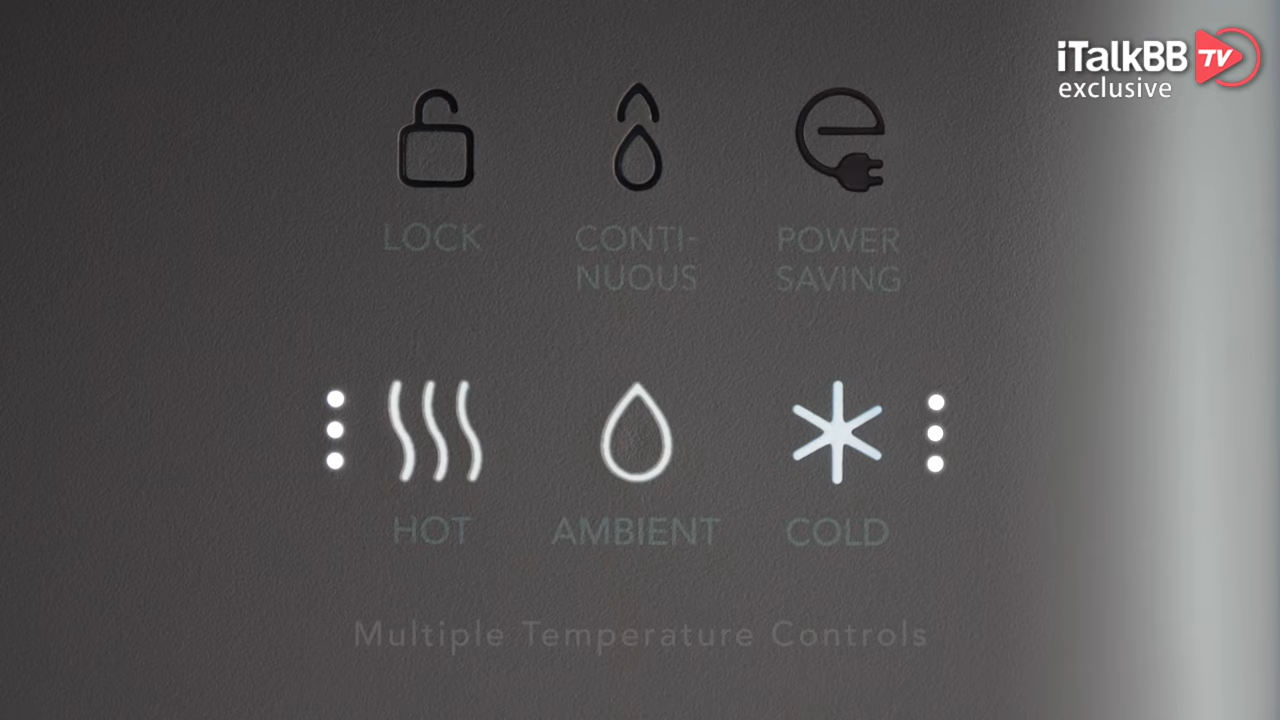 iTalkBB TV
exclusive
LOCK
CONTI-
NUOUS
POWER
SAVING
HOT
AMBIENT
COLD
Multiple Temperature Controls